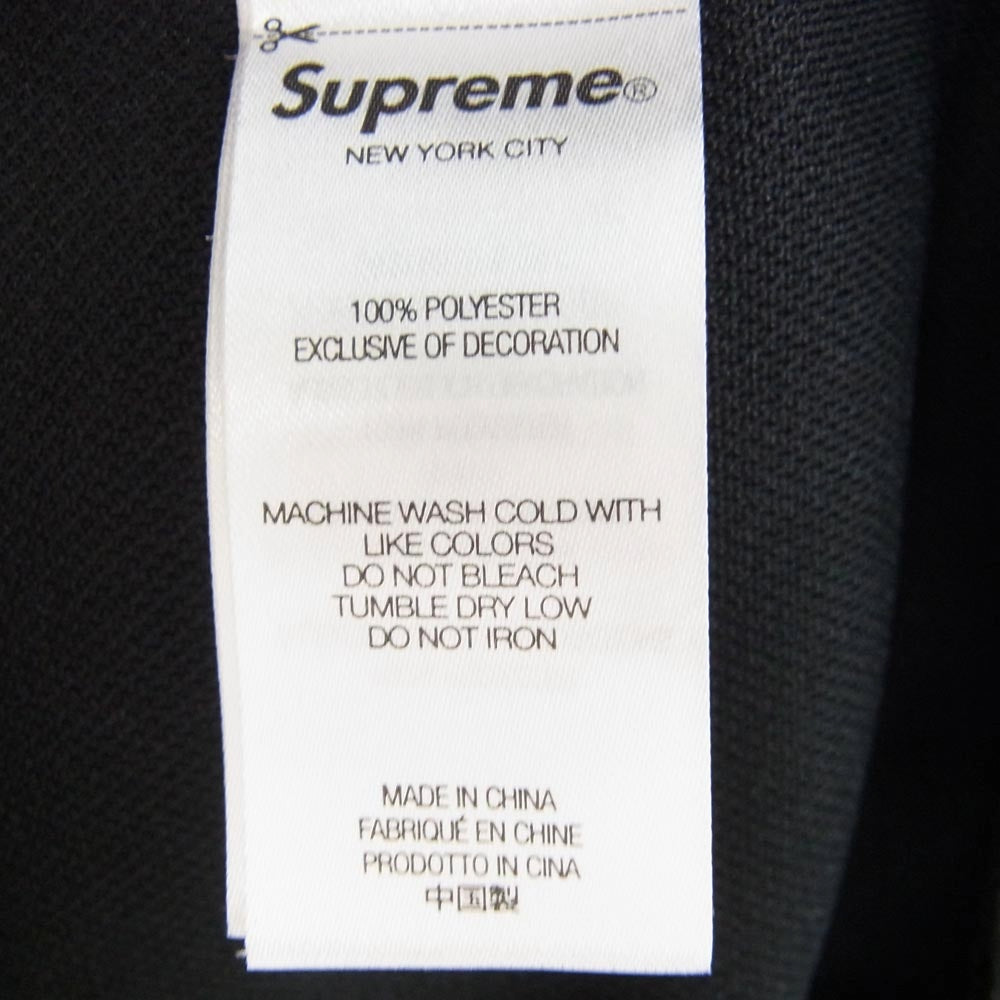 Supreme®
NEW YORK CITY
100% POLYESTER
EXCLUSIVE OF DECORATION
MACHINE WASH COLD WITH
LIKE COLORS
DO NOT BLEACH
TUMBLE DRY LOW
DO NOT IRON
MADE IN CHINA
FABRIQUÉ EN CHINE
PRODOTTO IN CINA
中国製